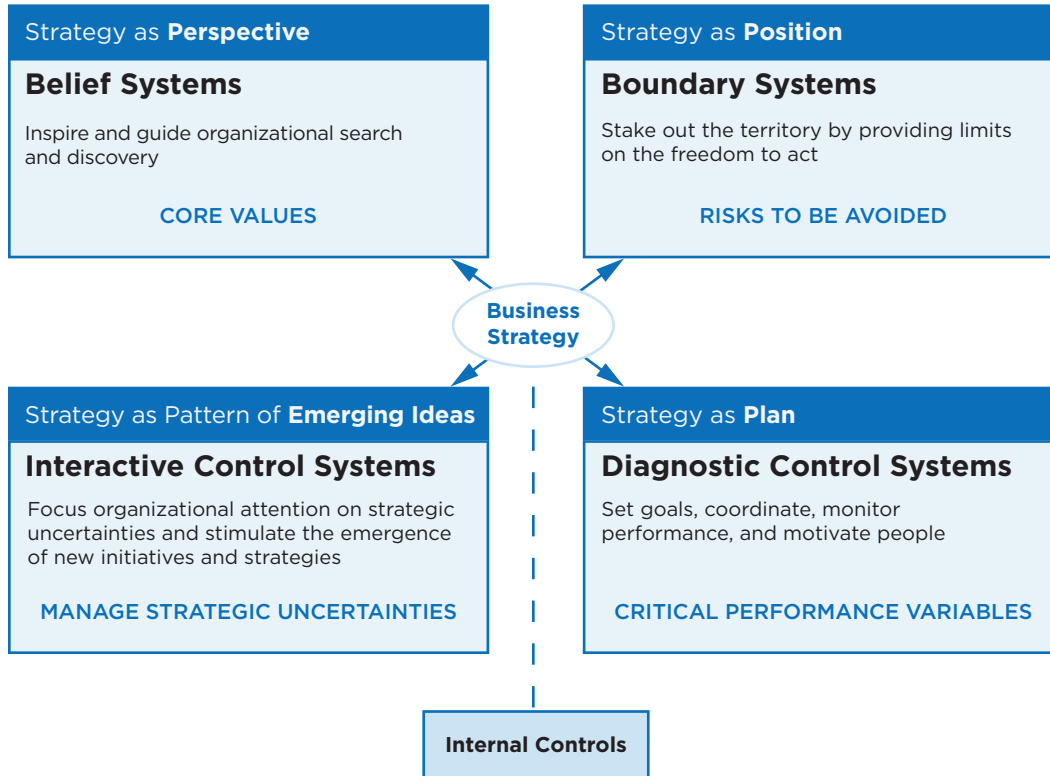 Strategy as Perspective
Belief Systems
Inspire and guide organizational search
and discovery
CORE VALUES
Strategy as Position
Boundary Systems
Stake out the territory by providing limits
on the freedom to act
RISKS TO BE AVOIDED
Business
Strategy
Strategy as Pattern of Emerging Ideas
Interactive Control Systems
Focus organizational attention on strategic
uncertainties and stimulate the emergence
of new initiatives and strategies
MANAGE STRATEGIC UNCERTAINTIES
Strategy as Plan
Diagnostic Control Systems
Set goals, coordinate, monitor
performance, and motivate people
CRITICAL PERFORMANCE VARIABLES
Internal Controls